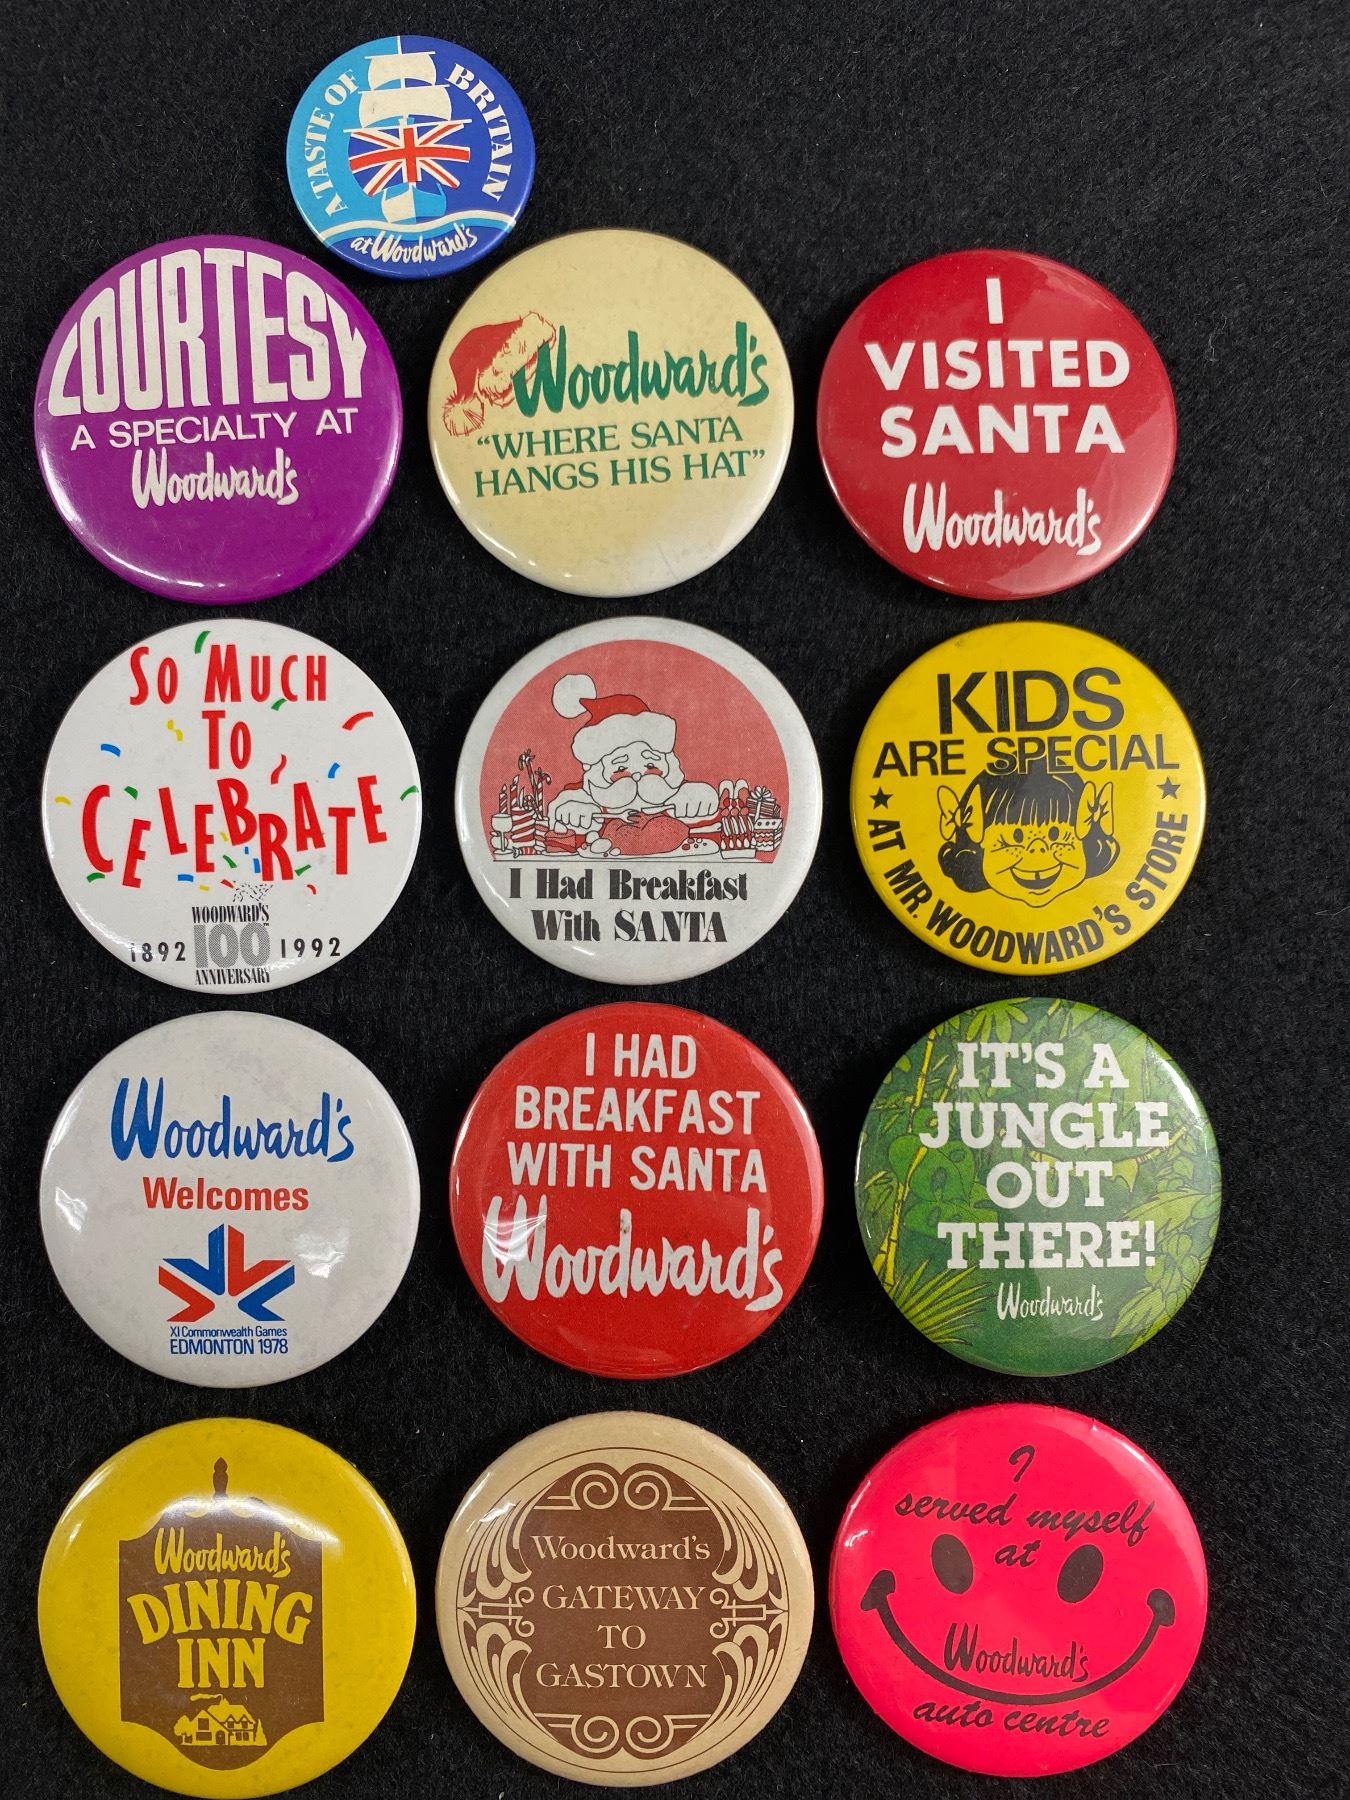 A TASTE OF BRITAIN
at Woodward's
COURTESY
A SPECIALTY AT
Woodward's
Woodward's
"WHERE SANTA
HANGS HIS HAT"
I
VISITED
SANTA
Woodward's
SO MUCH
TO
CELEBRATE
WOODWARD'S
1892 100 1992
ANNIVERSARY
I Had Breakfast
With SANTA
KIDS
ARE SPECIAL
★ AT MR. WOODWARD'S STORE ★
Woodward's
Welcomes
XI Commonwealth Games
EDMONTON 1978
I HAD
BREAKFAST
WITH SANTA
Woodward's
IT'S A
JUNGLE
OUT
THERE!
Woodward's
Woodward's
DINING
INN
Woodward's
GATEWAY
TO
GASTOWN
I
served myself
at
Woodward's
auto centre